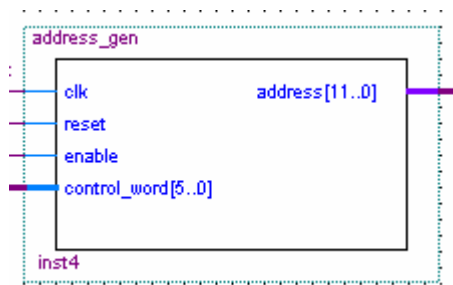 address_gen
clk address[11..0]
reset
enable
control_word[5..0]
inst4